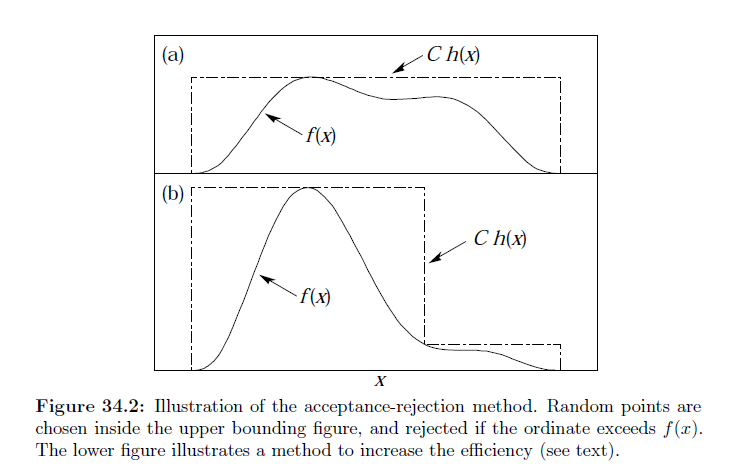 (a)
C h(x)
f(x)
(b)
C h(x)
f(x)
x
Figure 34.2: Illustration of the acceptance-rejection method. Random points are
chosen inside the upper bounding figure, and rejected if the ordinate exceeds f(x).
The lower figure illustrates a method to increase the efficiency (see text).